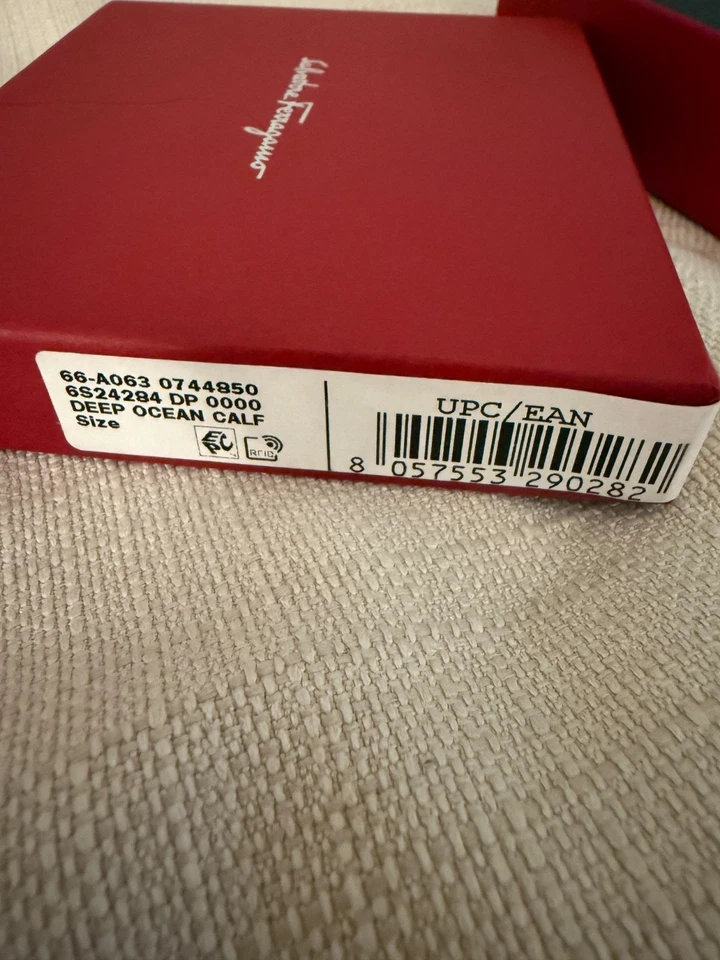 Salvatore Ferragamo
66-A063 0744850
6S24284 DP 0000
DEEP OCEAN CALF
Size
RFID
UPC/EAN
8 057553 290282